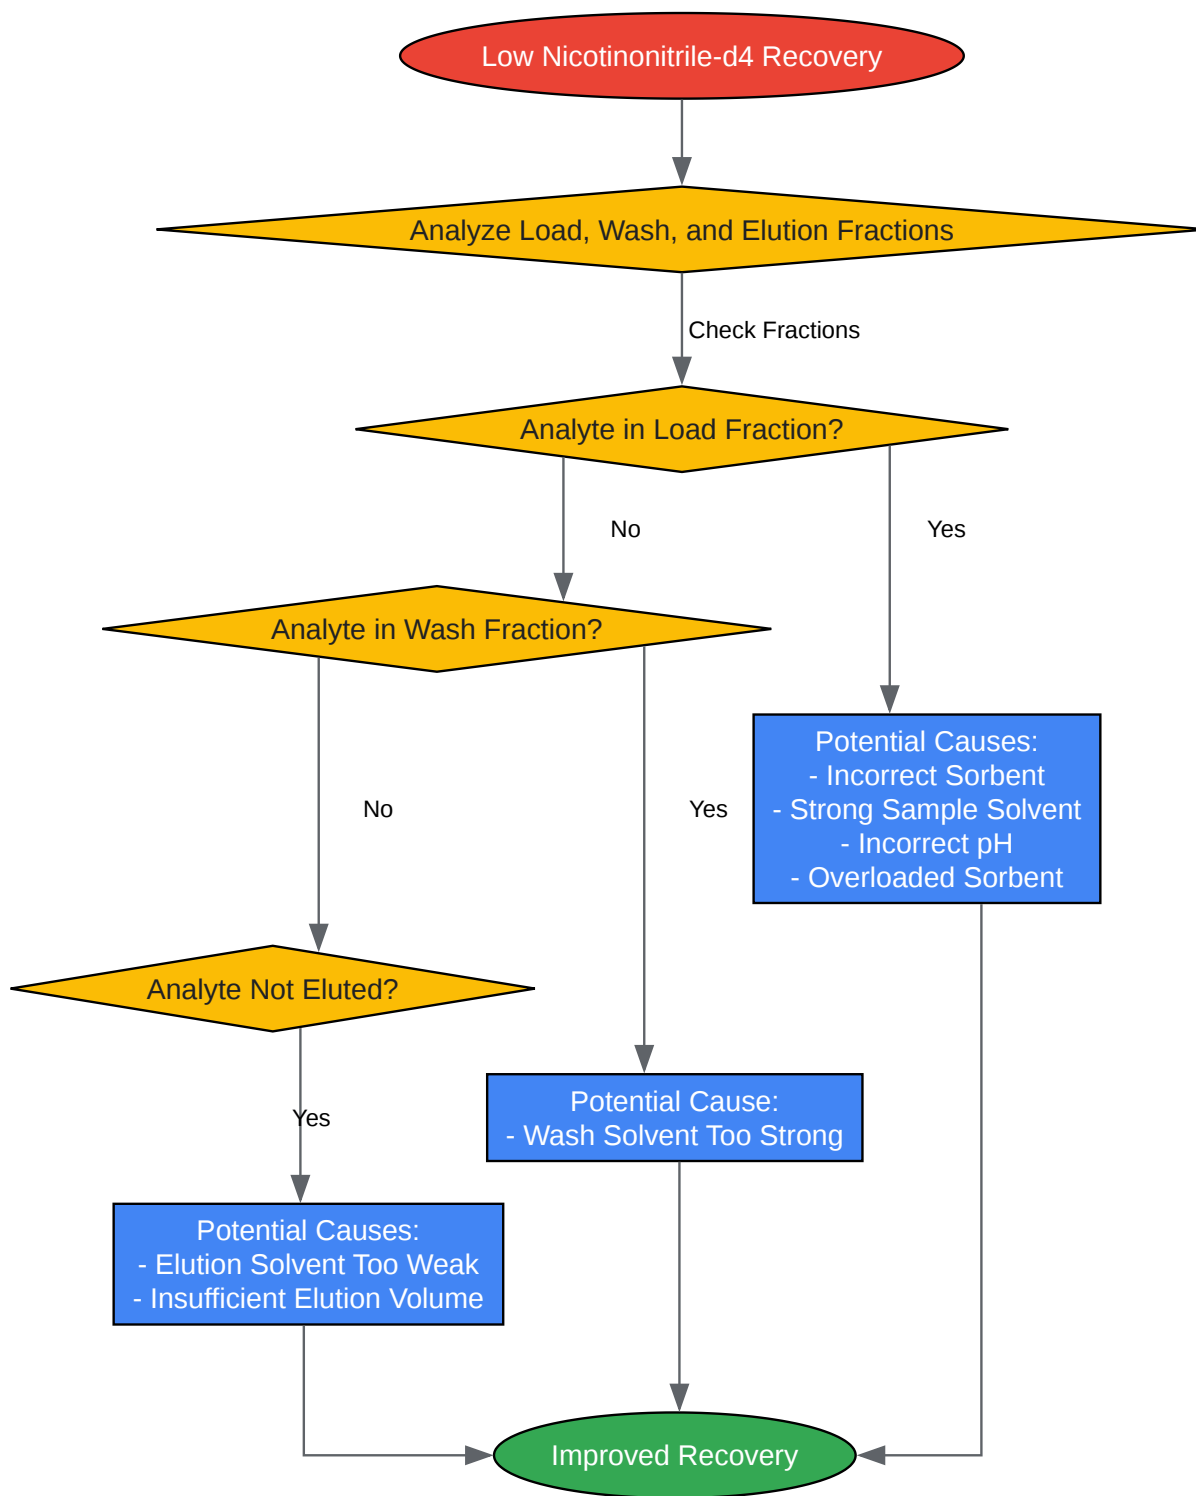 Low Nicotinonitrile-d4 Recovery
Analyze Load, Wash, and Elution Fractions
Check Fractions
Analyte in Load Fraction?
No
Yes
Analyte in Wash Fraction?
Potential Causes:
- Incorrect Sorbent
- Strong Sample Solvent
- Incorrect pH
- Overloaded Sorbent
No
Yes
Analyte Not Eluted?
Yes
Potential Cause:
- Wash Solvent Too Strong
Potential Causes:
- Elution Solvent Too Weak
- Insufficient Elution Volume
Improved Recovery